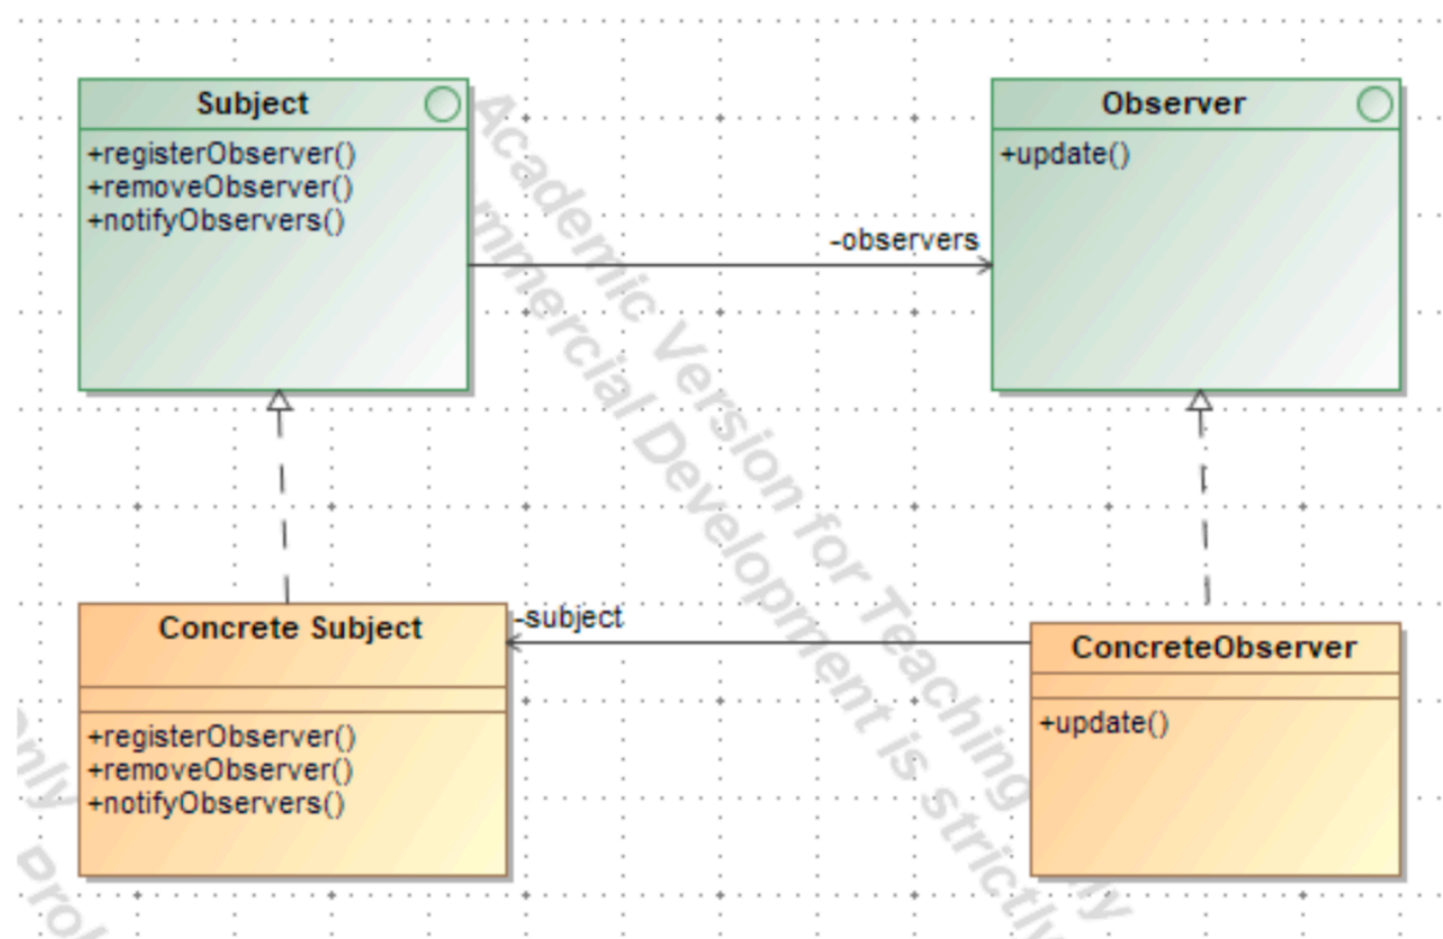 Subject
+registerObserver()
+removeObserver()
+notifyObservers()
Observer
+update()
-observers
Concrete Subject
+registerObserver()
+removeObserver()
+notifyObservers()
-subject
ConcreteObserver
+update()
Academic Version for Teaching Only
Development is strictly